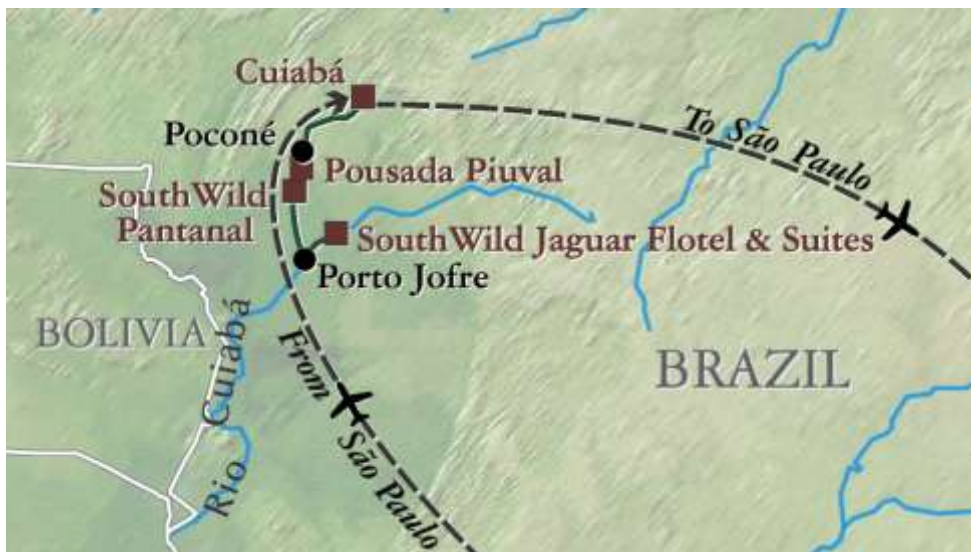 Cuiabá
To São Paulo
Poconé
Pousada Piuval
SouthWild
Pantanal
SouthWild Jaguar Flotel & Suites
Porto Jofre
BOLIVIA
Rio Cuiabá
From São Paulo
BRAZIL